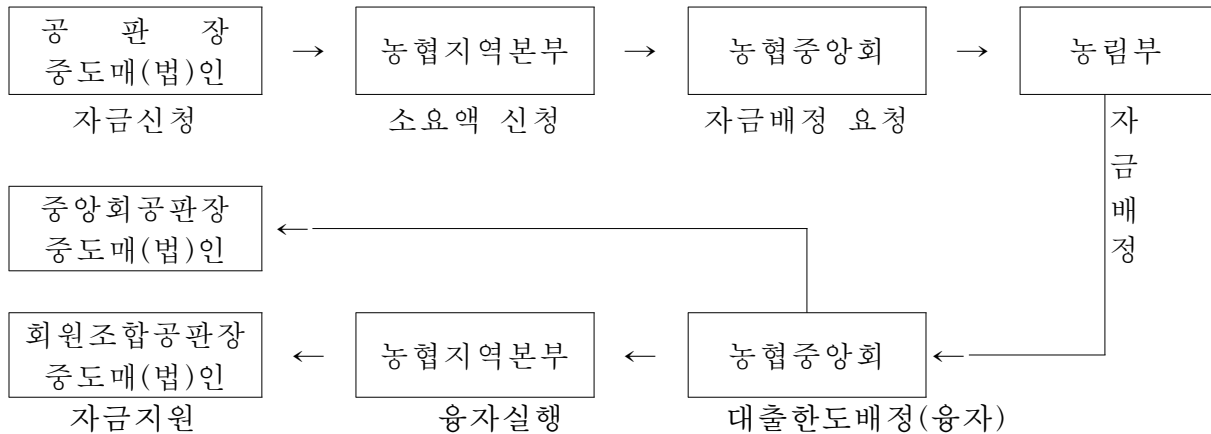 공 판 장
중도매(법)인
→
농협지역본부
→
농협중앙회
→
농림부
자금신청
소요액 신청
자금배정 요청
자금배정
중앙회공판장
중도매(법)인
←
회원조합공판장
중도매(법)인
←
농협지역본부
←
농협중앙회
←
자금지원
융자실행
대출한도배정(융자)